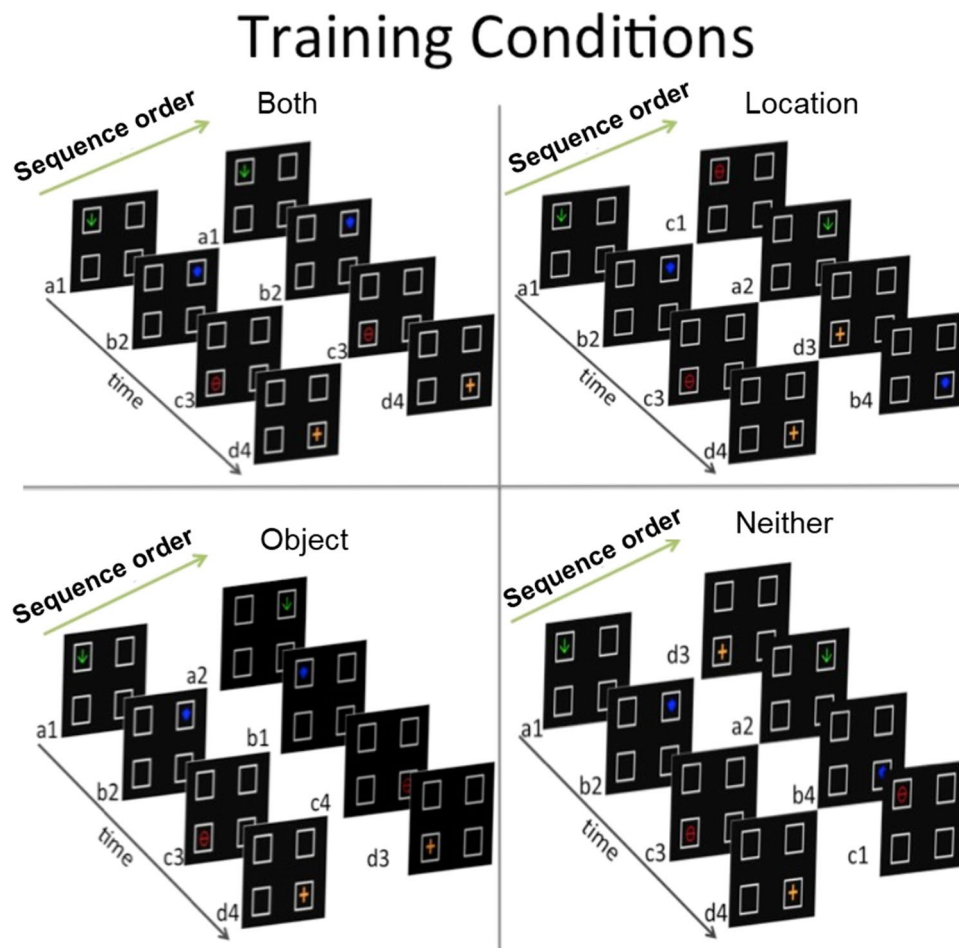 Training Conditions
Both
Sequence order
a1
b2
c3
d4
a1
b2
c3
d4
time
Location
Sequence order
c1
a2
d3
b4
a1
b2
c3
d4
time
Object
Sequence order
a2
b1
c4
d3
a1
b2
c3
d4
time
Neither
Sequence order
d3
a2
b4
c1
a1
b2
c3
d4
time